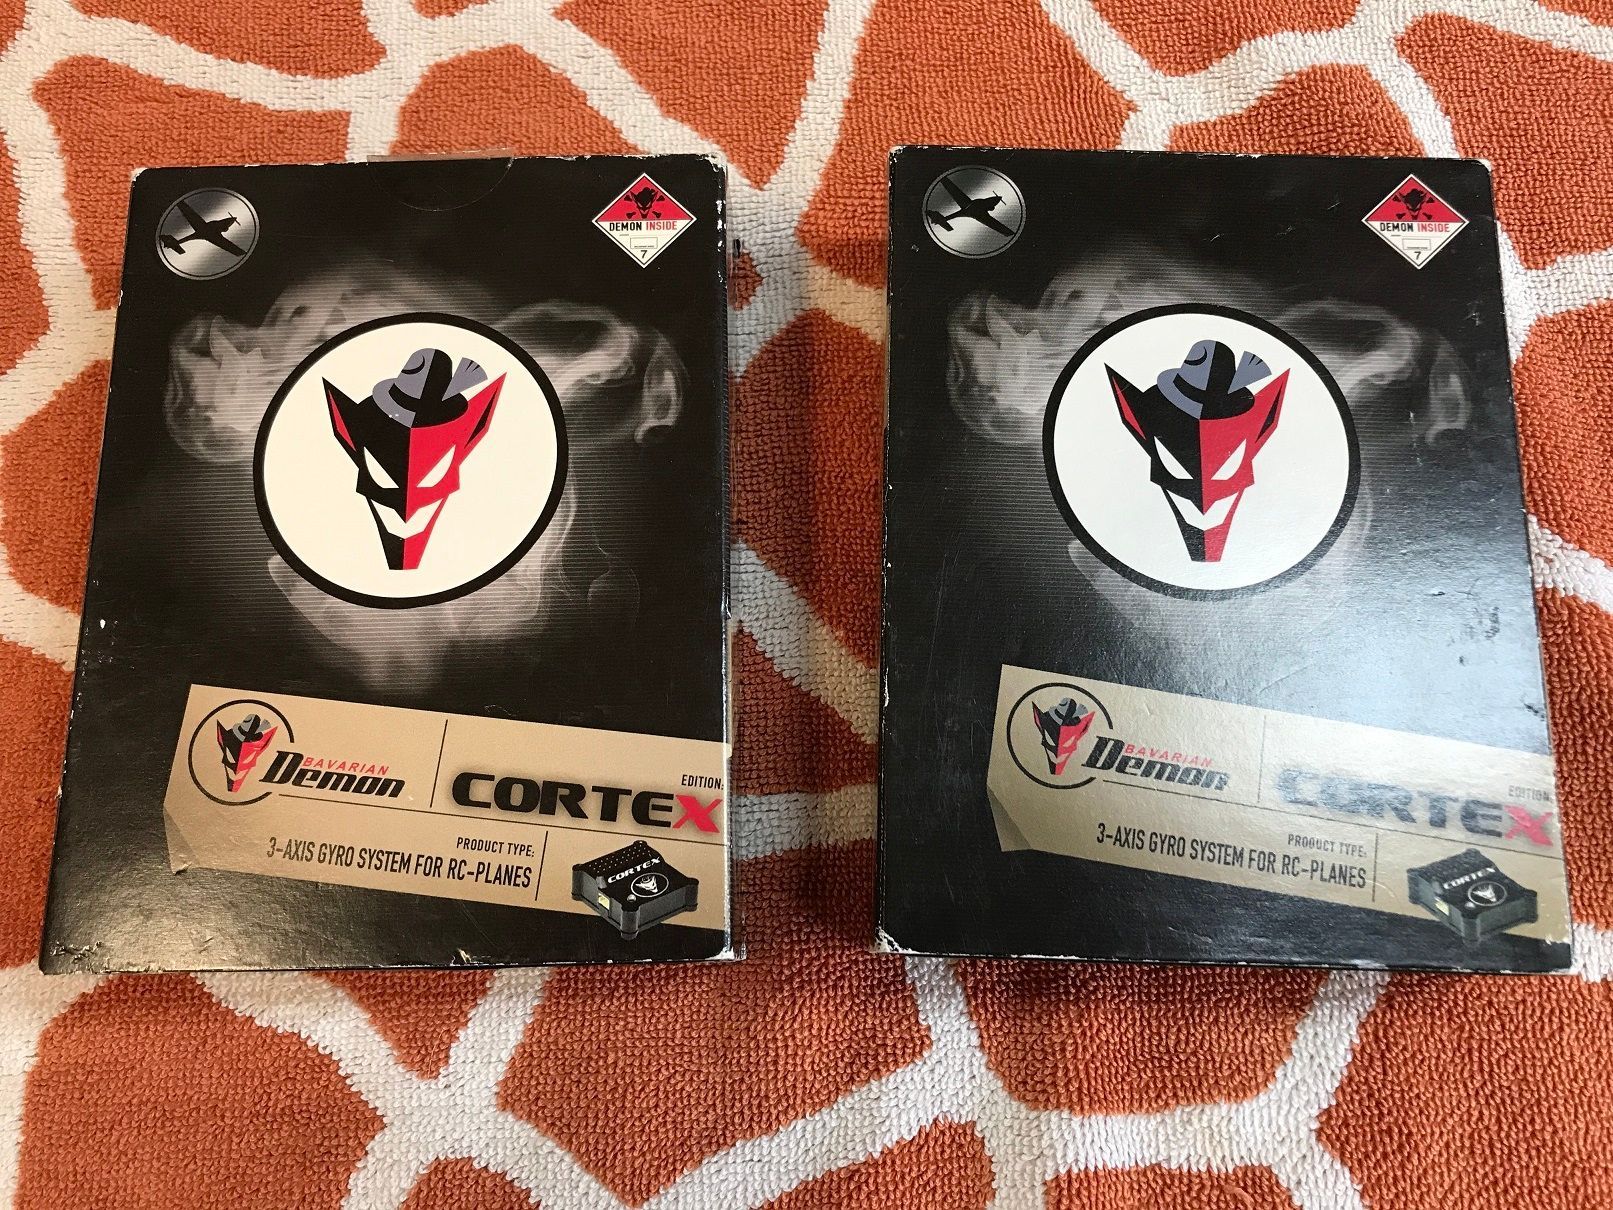 DEMON INSIDE
7
BAVARIAN
Demon
EDITION:
CORTEX
PRODUCT TYPE:
3-AXIS GYRO SYSTEM FOR RC-PLANES
CORTEX
DEMON INSIDE
7
BAVARIAN
Demon
EDITION:
CORTEX
PRODUCT TYPE:
3-AXIS GYRO SYSTEM FOR RC-PLANES
CORTEX